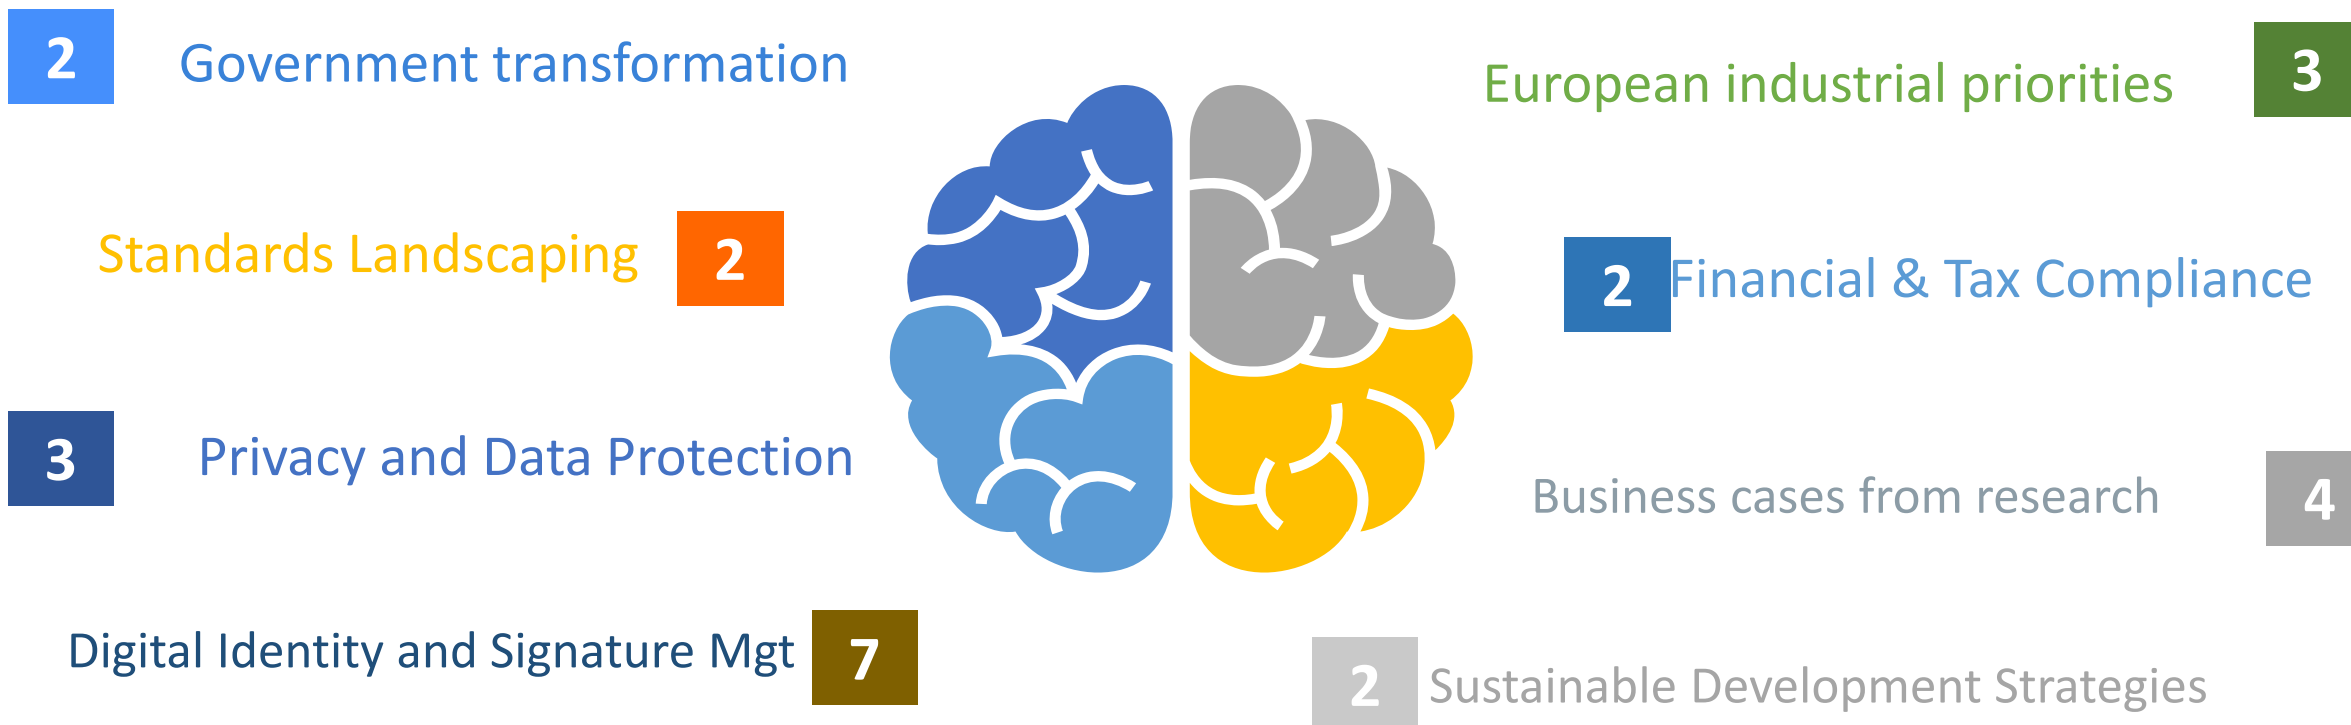 2 Government transformation
Standards Landscaping 2
3 Privacy and Data Protection
Digital Identity and Signature Mgt 7
European industrial priorities 3
2 Financial & Tax Compliance
Business cases from research 4
2 Sustainable Development Strategies